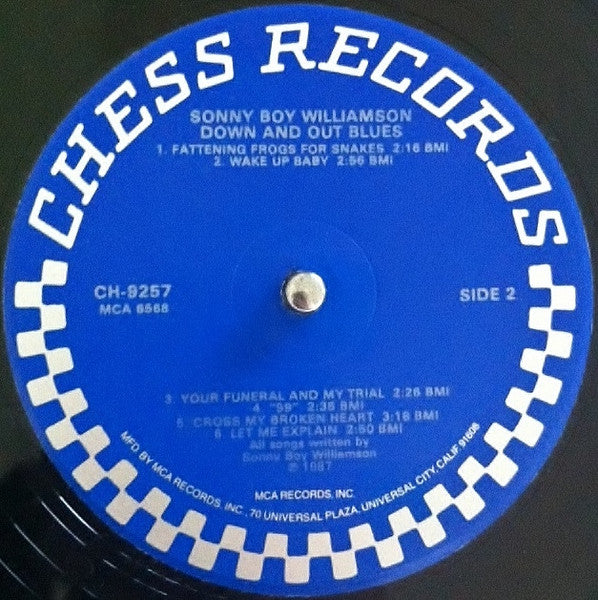 CHESS RECORDS
SONNY BOY WILLIAMSON
DOWN AND OUT BLUES
1. FATTENING FROGS FOR SNAKES 2:16 BMI
2. WAKE UP BABY 2:56 BMI
CH-9257
MCA 6568
SIDE 2
3. YOUR FUNERAL AND MY TRIAL 2:26 BMI
4. "99" 2:35 BMI
5. CROSS MY BROKEN HEART 3:18 BMI
6. LET ME EXPLAIN 2:50 BMI
All songs written by
Sonny Boy Williamson
℗ 1987
MCA RECORDS, INC.
MFD. BY MCA RECORDS, INC., 70 UNIVERSAL PLAZA, UNIVERSAL CITY, CALIF. 91608